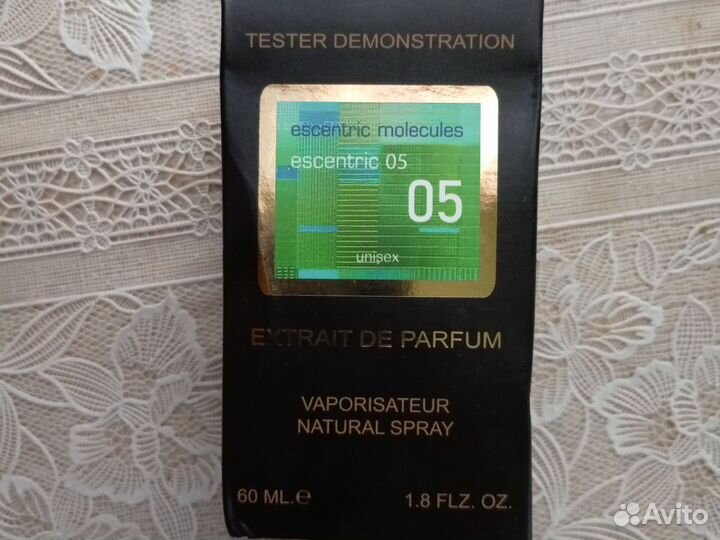 TESTER DEMONSTRATION
escentric molecules
escentric 05
05
unisex
EXTRAIT DE PARFUM
VAPORISATEUR
NATURAL SPRAY
60 ML.℮ 1.8 FLZ. OZ.
Avito